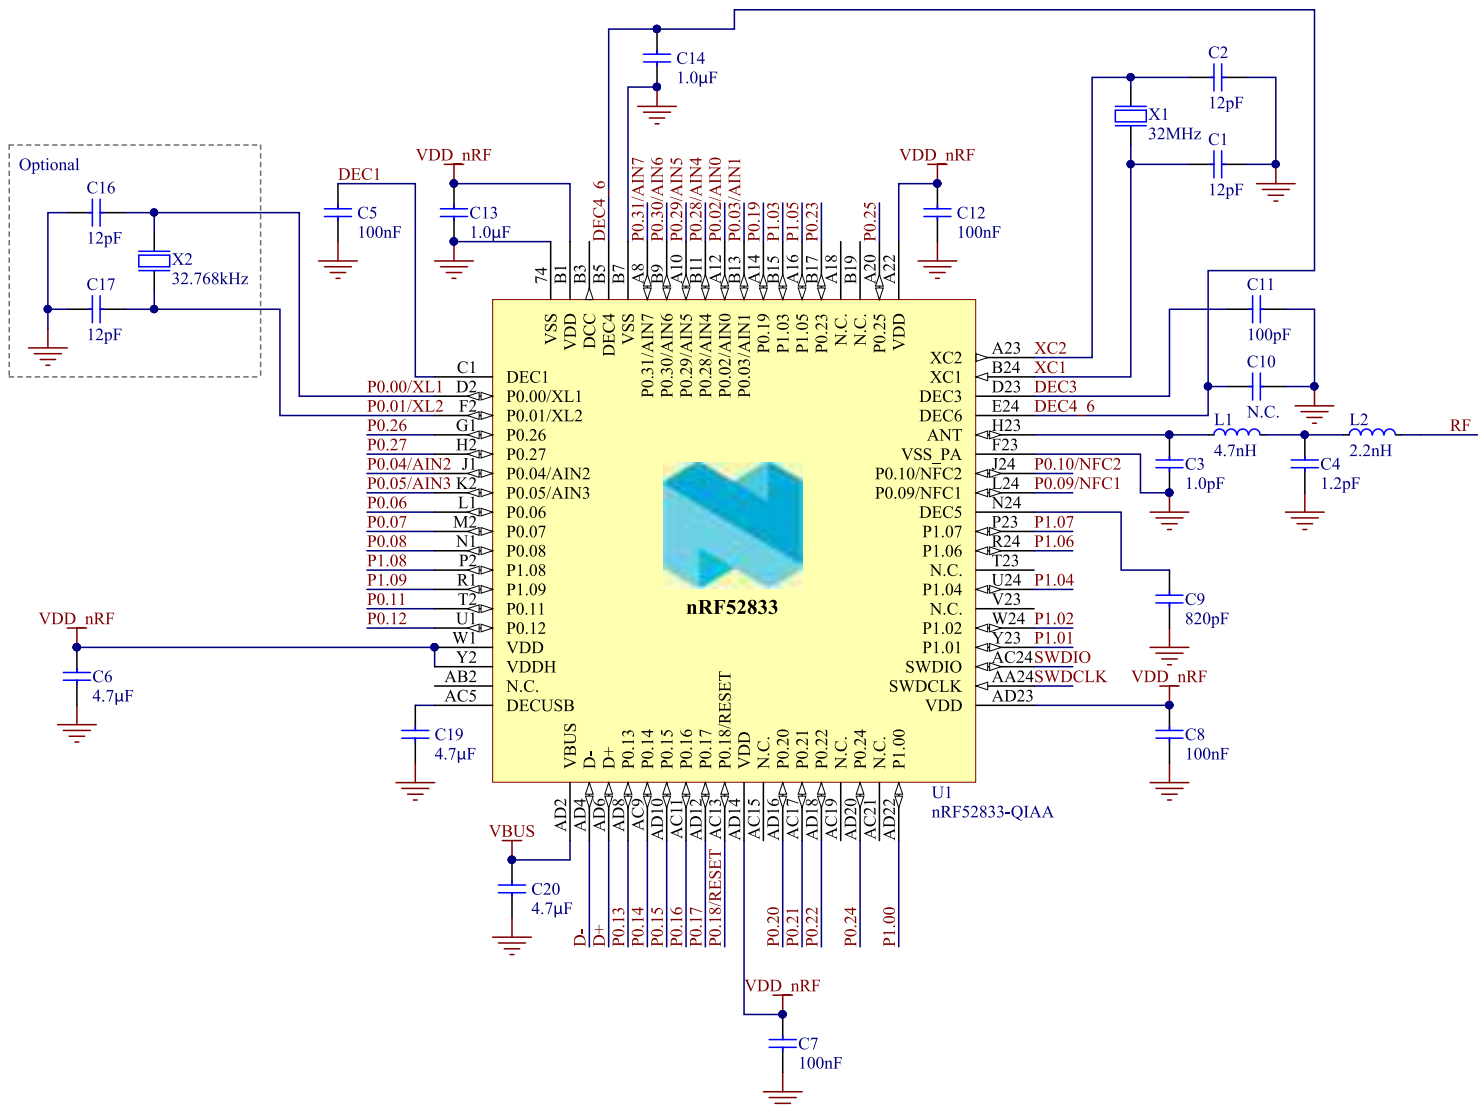 C14
1.0µF
C2
12pF
X1
32MHz
C1
12pF
Optional
C16
12pF
X2
32.768kHz
C17
12pF
DEC1
C5
100nF
VDD_nRF
C13
1.0µF
VDD_nRF
C12
100nF
DEC4_6
P0.31/AIN7
P0.30/AIN6
P0.29/AIN5
P0.28/AIN4
P0.02/AIN0
P0.03/AIN1
P0.19
P1.03
P1.05
P0.23
P0.25
74
B1
B3
B5
B7
A8
B9
A10
B11
A12
B13
A14
B15
A16
B17
A18
B19
A20
A22
VSS
VDD
DCC
DEC4
VSS
P0.31/AIN7
P0.30/AIN6
P0.29/AIN5
P0.28/AIN4
P0.02/AIN0
P0.03/AIN1
P0.19
P1.03
P1.05
P0.23
N.C.
N.C.
P0.25
VDD
C1 DEC1
P0.00/XL1 D2 P0.00/XL1
P0.01/XL2 F2 P0.01/XL2
P0.26 G1 P0.26
P0.27 H2 P0.27
P0.04/AIN2 J1 P0.04/AIN2
P0.05/AIN3 K2 P0.05/AIN3
P0.06 L1 P0.06
P0.07 M2 P0.07
P0.08 N1 P0.08
P1.08 P2 P1.08
P1.09 R1 P1.09
P0.11 T2 P0.11
P0.12 U1 P0.12
W1 VDD
Y2 VDDH
AB2 N.C.
AC5 DECUSB
VDD_nRF
C6
4.7µF
C19
4.7µF
nRF52833
XC2 A23 XC2
XC1 B24 XC1
DEC3 D23 DEC3
DEC6 E24 DEC4_6
ANT H23
VSS_PA F23
P0.10/NFC2 J24 P0.10/NFC2
P0.09/NFC1 L24 P0.09/NFC1
DEC5 N24
P1.07 P23 P1.07
P1.06 R24 P1.06
N.C. T23
P1.04 U24 P1.04
N.C. V23
P1.02 W24 P1.02
P1.01 Y23 P1.01
SWDIO AC24 SWDIO
SWDCLK AA24 SWDCLK
VDD AD23
C11
100pF
C10
N.C.
L1
4.7nH
L2
2.2nH
RF
C3
1.0pF
C4
1.2pF
C9
820pF
VDD_nRF
C8
100nF
VBUS
D-
D+
P0.13
P0.14
P0.15
P0.16
P0.17
P0.18/RESET
VDD
N.C.
P0.20
P0.21
P0.22
N.C.
P0.24
N.C.
P1.00
AD2
AD4
AD6
AD8
AC9
AD10
AC11
AD12
AC13
AD14
AC15
AD16
AC17
AD18
AC19
AD20
AC21
AD22
U1
nRF52833-QIAA
VBUS
C20
4.7µF
D-
D+
P0.13
P0.14
P0.15
P0.16
P0.17
P0.18/RESET
P0.20
P0.21
P0.22
P0.24
P1.00
VDD_nRF
C7
100nF